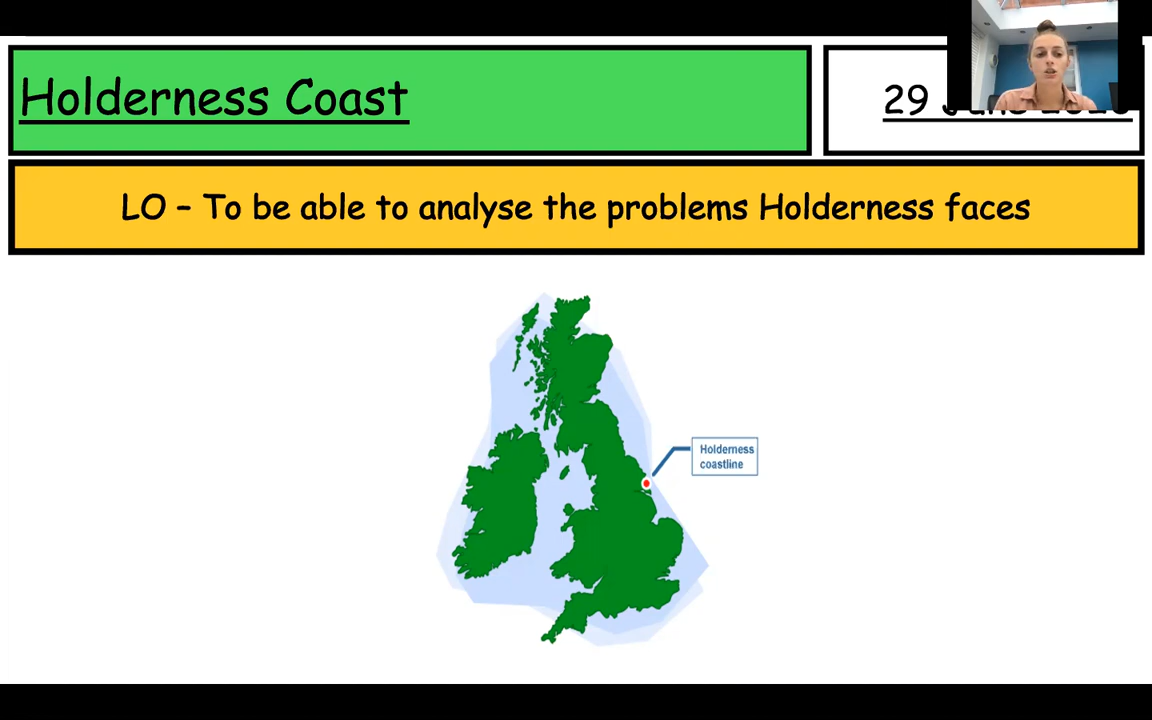 Holderness Coast
29
LO – To be able to analyse the problems Holderness faces
Holderness
coastline